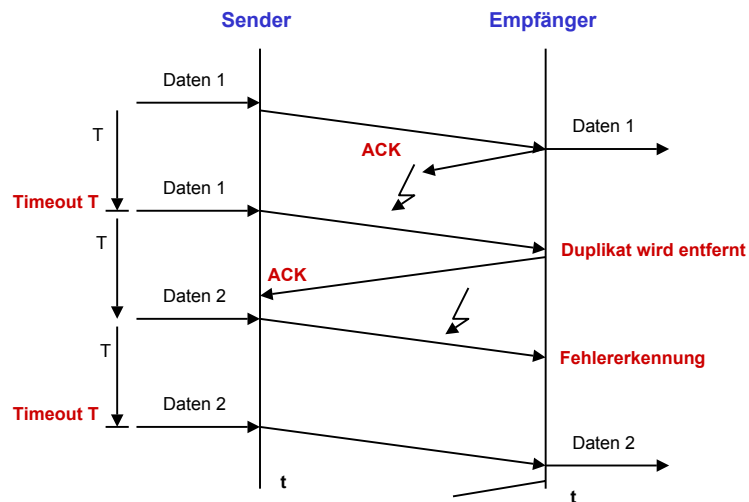 Sender
Empfänger
Daten 1
T
ACK
Daten 1
Timeout T
Daten 1
T
Duplikat wird entfernt
ACK
Daten 2
T
Fehlererkennung
Timeout T
Daten 2
Daten 2
t
t